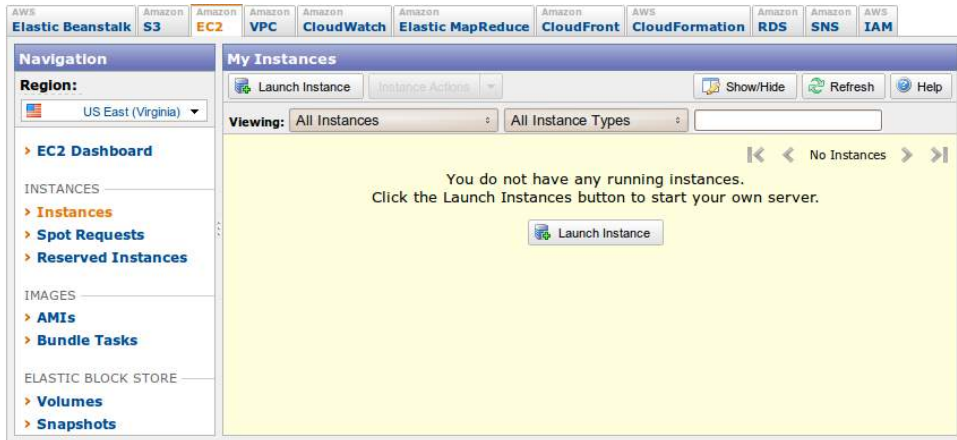 AWS Amazon Amazon Amazon Amazon Amazon Amazon AWS Amazon Amazon AWS
Elastic Beanstalk S3 EC2 VPC CloudWatch Elastic MapReduce CloudFront CloudFormation RDS SNS IAM
Navigation
Region:
US East (Virginia)
EC2 Dashboard
INSTANCES
Instances
Spot Requests
Reserved Instances
IMAGES
AMIs
Bundle Tasks
ELASTIC BLOCK STORE
Volumes
Snapshots
My Instances
Launch Instance Instance Actions Show/Hide Refresh Help
Viewing: All Instances All Instance Types
No Instances
You do not have any running instances.
Click the Launch Instances button to start your own server.
Launch Instance